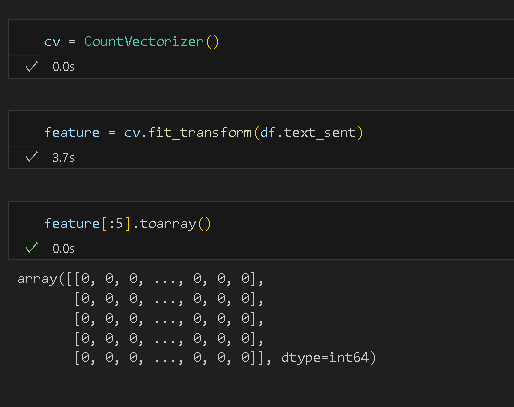 cv = CountVectorizer()
✓ 0.0s
feature = cv.fit_transform(df.text_sent)
✓ 3.7s
feature[:5].toarray()
✓ 0.0s
array([[0, 0, 0, ..., 0, 0, 0],
[0, 0, 0, ..., 0, 0, 0],
[0, 0, 0, ..., 0, 0, 0],
[0, 0, 0, ..., 0, 0, 0],
[0, 0, 0, ..., 0, 0, 0]], dtype=int64)